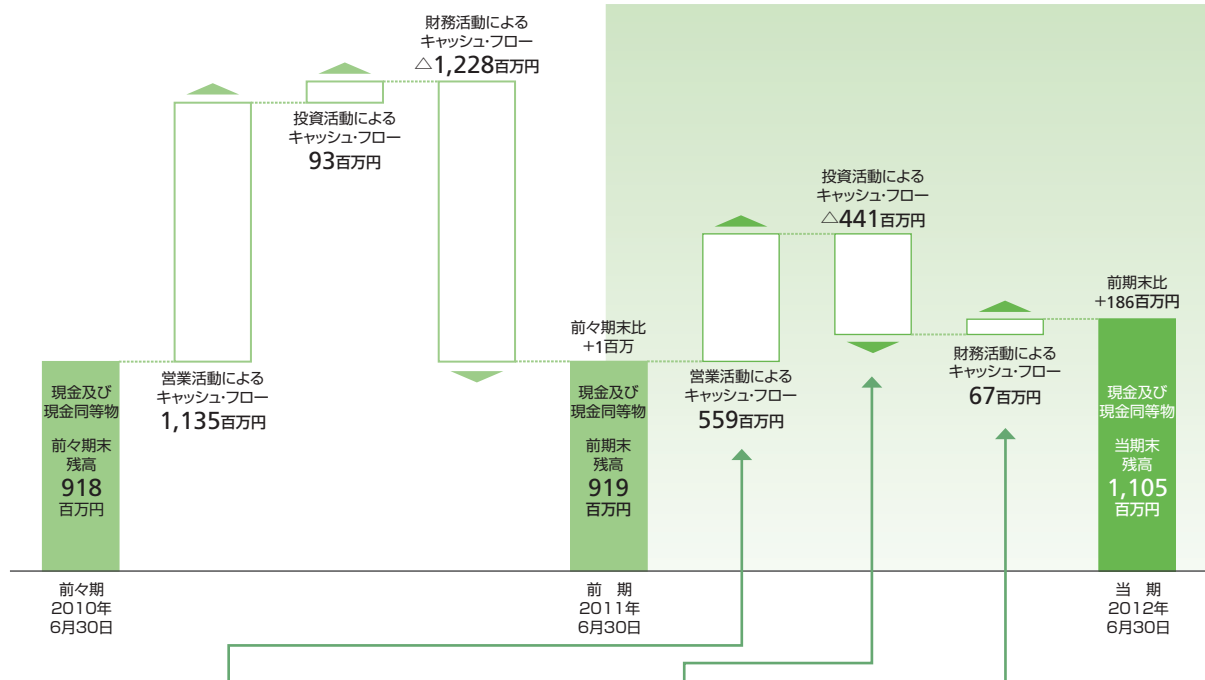 財務活動による
キャッシュ・フロー
△1,228百万円
投資活動による
キャッシュ・フロー
93百万円
営業活動による
キャッシュ・フロー
1,135百万円
現金及び
現金同等物
前々期末
残高
918
百万円
前々期末比
+1百万
現金及び
現金同等物
前期末
残高
919
百万円
営業活動による
キャッシュ・フロー
559百万円
投資活動による
キャッシュ・フロー
△441百万円
財務活動による
キャッシュ・フロー
67百万円
前期末比
+186百万円
現金及び
現金同等物
当期末
残高
1,105
百万円
前々期
2010年
6月30日
前 期
2011年
6月30日
当 期
2012年
6月30日